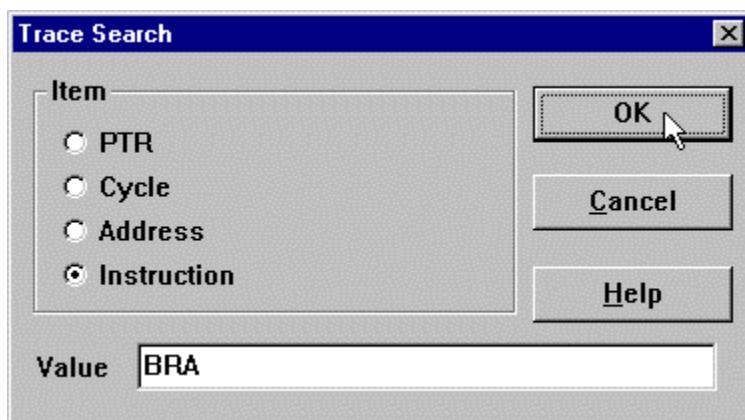 Trace Search
Item
PTR
Cycle
Address
Instruction
OK
Cancel
Help
Value
BRA